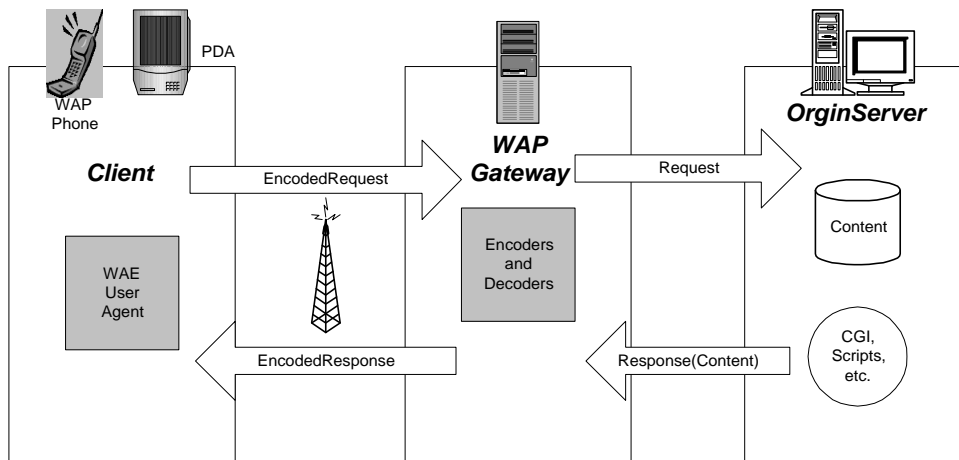 PDA
WAP
Phone
Client
WAE
User
Agent
EncodedRequest
EncodedResponse
WAP
Gateway
Encoders
and
Decoders
Request
Response(Content)
OrginServer
Content
CGI,
Scripts,
etc.